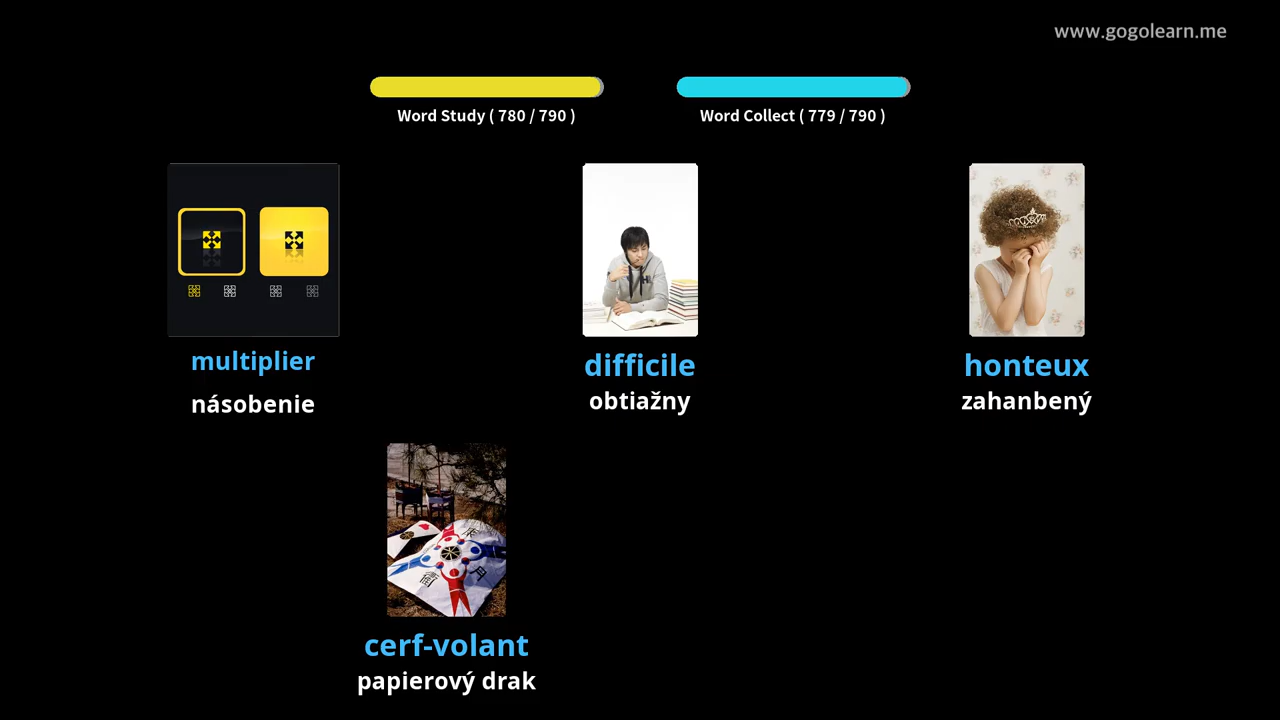 www.gogolearn.me
Word Study ( 780 / 790 )
Word Collect ( 779 / 790 )
multiplier
násobenie
difficile
obtiažny
honteux
zahanbený
cerf-volant
papierový drak